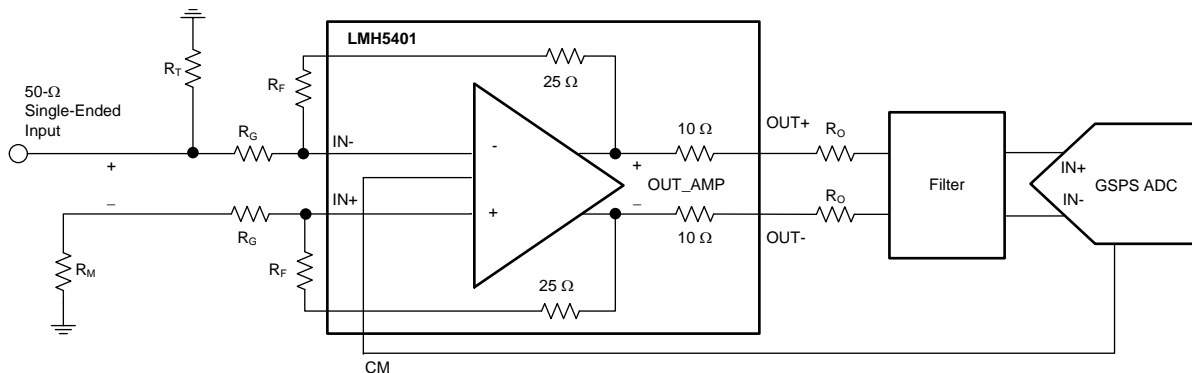 LMH5401
R_T
R_F
25 Ω
50-Ω
Single-Ended
Input
R_G
IN-
10 Ω
OUT+
R_O
+
-
+
OUT_AMP
Filter
IN+
IN-
GSPS ADC
–
IN+
+
–
R_O
R_G
10 Ω
OUT-
R_M
R_F
25 Ω
CM